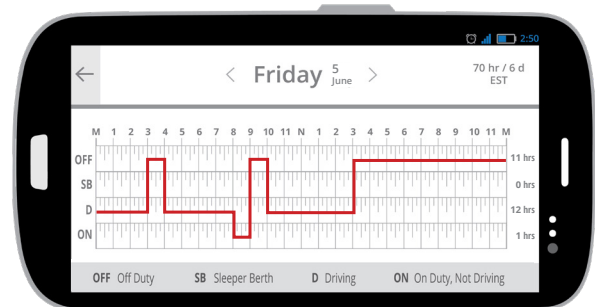 2:50
Friday 5 June
70 hr / 6 d
EST
M 1 2 3 4 5 6 7 8 9 10 11 N 1 2 3 4 5 6 7 8 9 10 11 M
OFF 11 hrs
SB 0 hrs
D 12 hrs
ON 1 hrs
OFF Off Duty SB Sleeper Berth D Driving ON On Duty, Not Driving